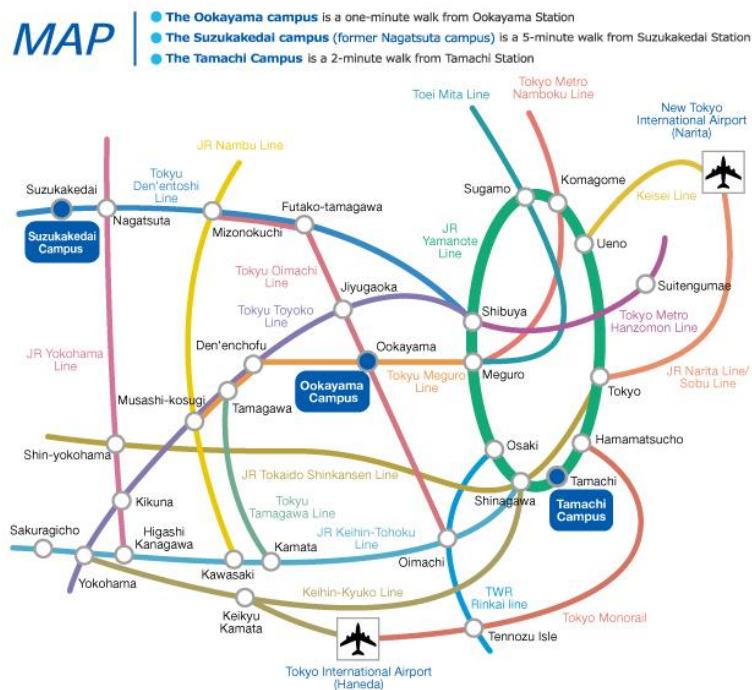 MAP
The Ookayama campus is a one-minute walk from Ookayama Station
The Suzukakedai campus (former Nagatsuta campus) is a 5-minute walk from Suzukakedai Station
The Tamachi Campus is a 2-minute walk from Tamachi Station
Toei Mita Line
Tokyo Metro
Namboku Line
New Tokyo
International Airport
(Narita)
JR Nambu Line
Tokyu
Den'entoshi
Line
Suzukakedai
Nagatsuta
Suzukakedai
Campus
Mizonokuchi
Futako-tamagawa
Sugamo
Komagome
Keisei Line
JR
Yamanote
Line
Ueno
Tokyu Oimachi
Line
Jiyugaoka
Suitengumae
Tokyu Toyoko
Line
Shibuya
Tokyo Metro
Hanzomon Line
JR Yokohama
Line
Den'enchofu
Ookayama
Ookayama
Campus
Tokyu Meguro
Line
Meguro
JR Narita Line/
Sobu Line
Tokyo
Musashi-kosugi
Tamagawa
Shin-yokohama
Osaki
Hamamatsucho
JR Tokaido Shinkansen Line
Tamachi
Shinagawa
Tamachi
Campus
Kikuna
Tokyu
Tamagawa Line
Sakuragicho
Higashi
Kanagawa
JR Keihin-Tohoku
Line
Kamata
Oimachi
Yokohama
Kawasaki
Keihin-Kyuko Line
TWR
Rinkai line
Keikyu
Kamata
Tokyo Monorail
Tennozu Isle
Tokyo International Airport
(Haneda)